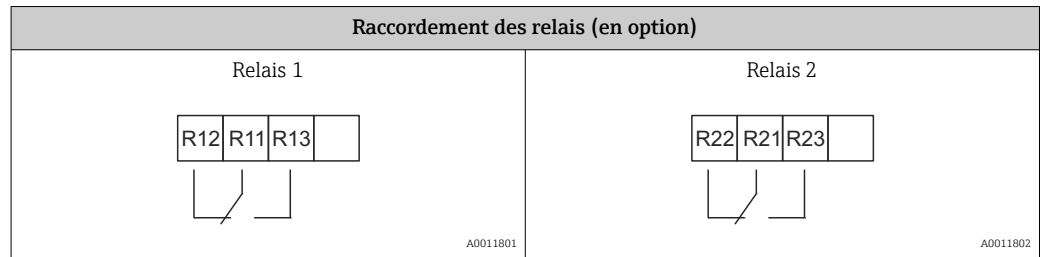 Raccordement des relais (en option)
Relais 1
R12 R11 R13
A0011801
Relais 2
R22 R21 R23
A0011802